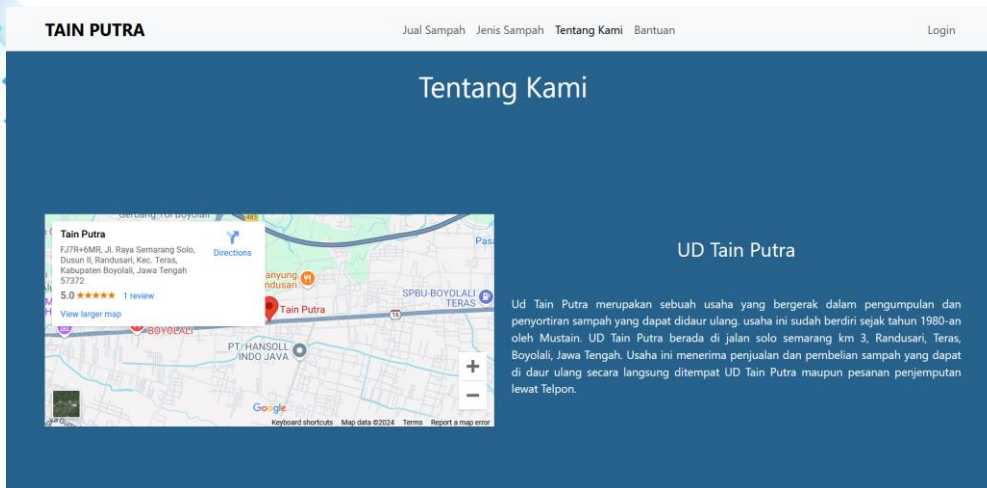 TAIN PUTRA
Jual Sampah Jenis Sampah Tentang Kami Bantuan
Login
Tentang Kami
Gerbang Tol Boyolali
Tain Putra
FJ7R+6MR, Jl. Raya Semarang Solo,
Dusun II, Randusari, Kec. Teras,
Kabupaten Boyolali, Jawa Tengah
57372
5.0 ★★★★★ 1 review
View larger map
Directions
Tain Putra
SPBU-BOYOLALI
TERAS
16
BOYOLALI
PT. HANSOLL
INDO JAVA
+
−
Google
Keyboard shortcuts Map data ©2024 Terms Report a map error
UD Tain Putra
Ud Tain Putra merupakan sebuah usaha yang bergerak dalam pengumpulan dan
penyortiran sampah yang dapat didaur ulang. usaha ini sudah berdiri sejak tahun 1980-an
oleh Mustain. UD Tain Putra berada di jalan solo semarang km 3, Randusari, Teras,
Boyolali, Jawa Tengah. Usaha ini menerima penjualan dan pembelian sampah yang dapat
di daur ulang secara langsung ditempat UD Tain Putra maupun pesanan penjemputan
lewat Telpon.